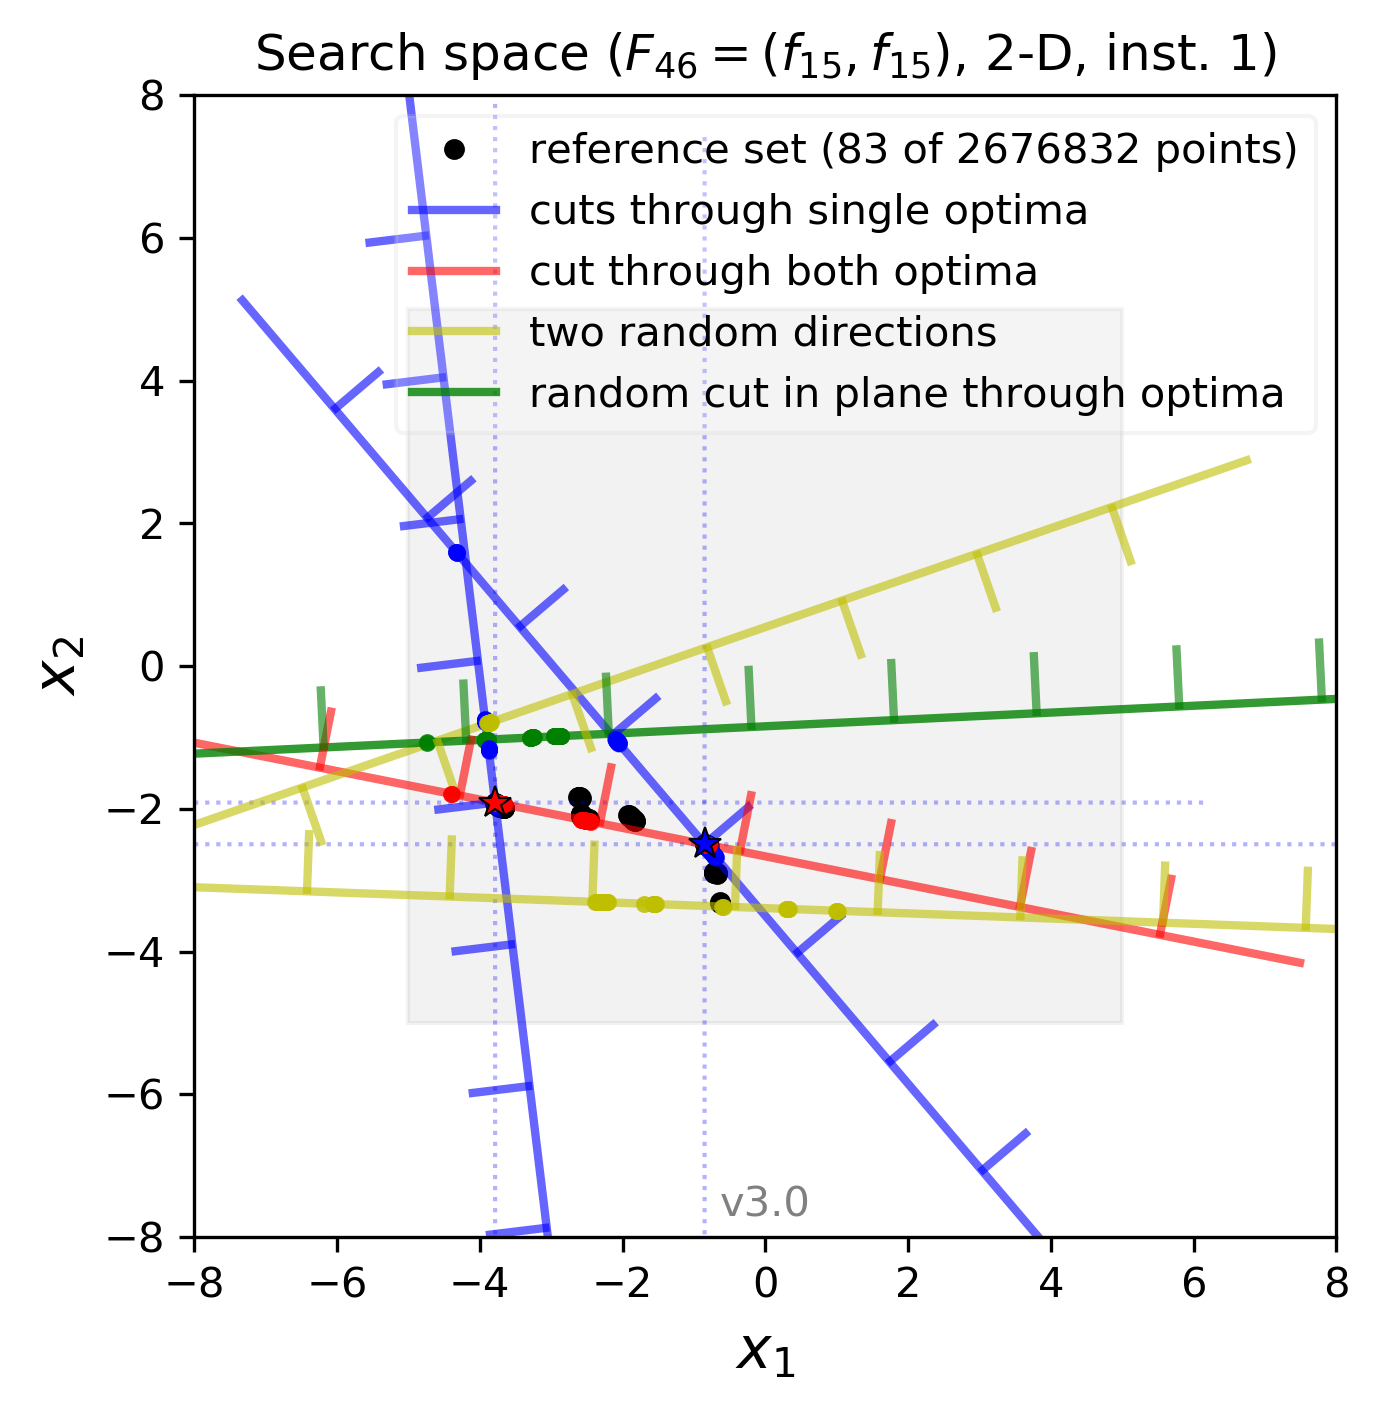 Search space (F₄₆ = (f₁₅, f₁₅), 2-D, inst. 1)
reference set (83 of 2676832 points)
cuts through single optima
cut through both optima
two random directions
random cut in plane through optima
8
6
4
2
0
−2
−4
−6
−8
x₂
v3.0
−8 −6 −4 −2 0 2 4 6 8
x₁